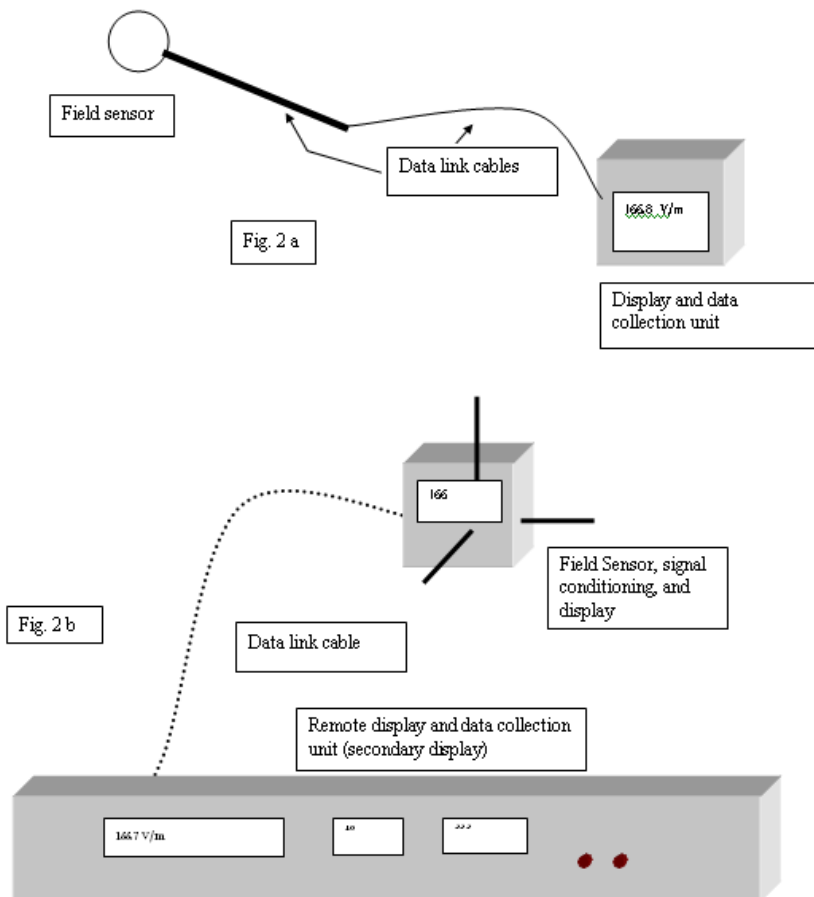 Field sensor
Data link cables
166.8 V/m
Fig. 2 a
Display and data
collection unit
166
Field Sensor, signal
conditioning, and
display
Fig. 2 b
Data link cable
Remote display and data collection
unit (secondary display)
166.7 V/m